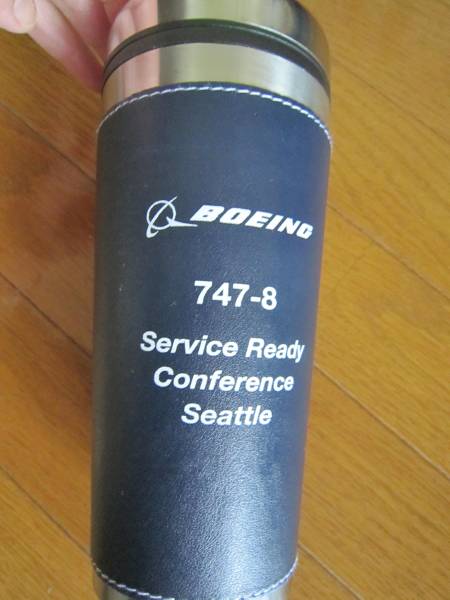 BOEING
747-8
Service Ready
Conference
Seattle